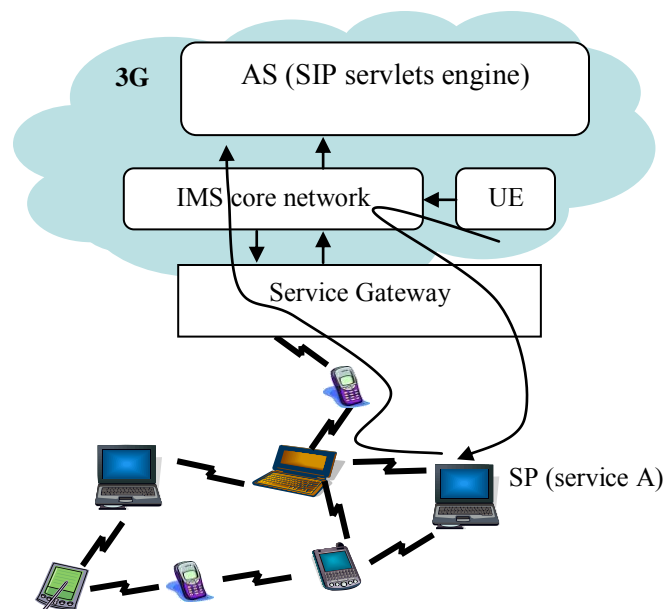 3G
AS (SIP servlets engine)
IMS core network
UE
Service Gateway
SP (service A)